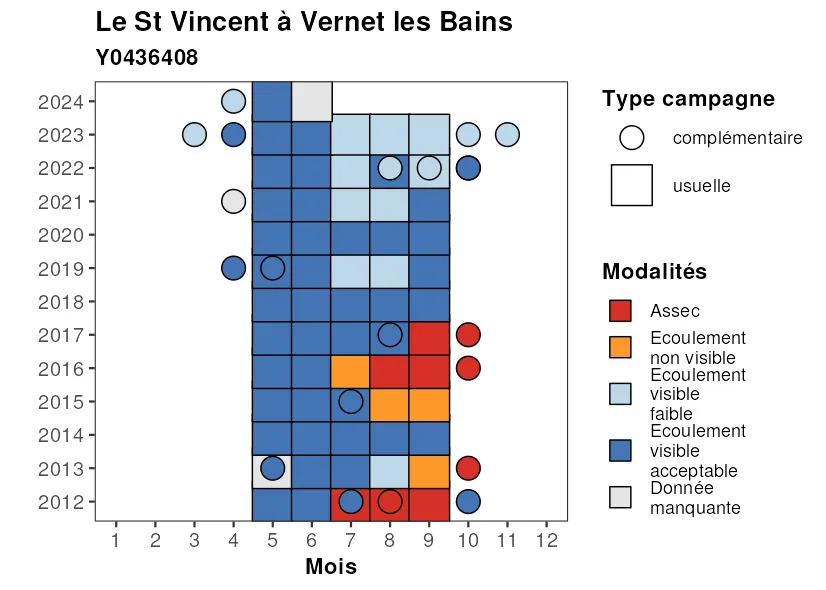 Le St Vincent à Vernet les Bains
Y0436408
2024
2023
2022
2021
2020
2019
2018
2017
2016
2015
2014
2013
2012
1 2 3 4 5 6 7 8 9 10 11 12
Mois
Type campagne
complémentaire
usuelle
Modalités
Assec
Ecoulement
non visible
Ecoulement
visible
faible
Ecoulement
visible
acceptable
Donnée
manquante